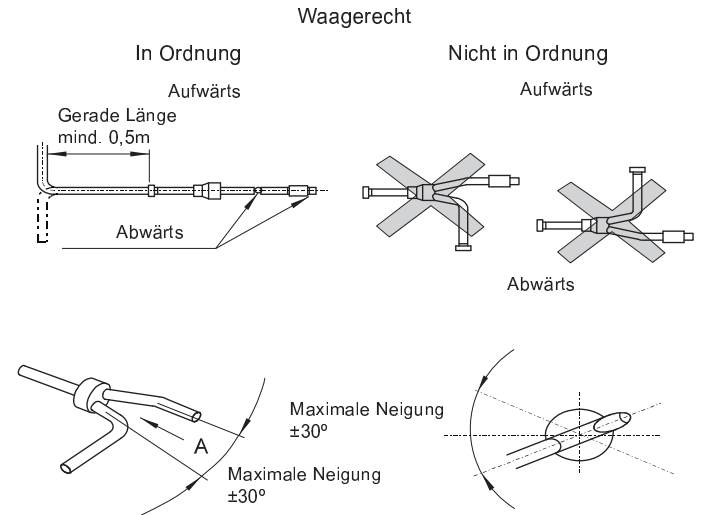 Waagerecht
In Ordnung
Nicht in Ordnung
Aufwärts
Aufwärts
Gerade Länge
mind. 0,5m
Abwärts
Abwärts
Maximale Neigung
±30º
A
Maximale Neigung
±30º